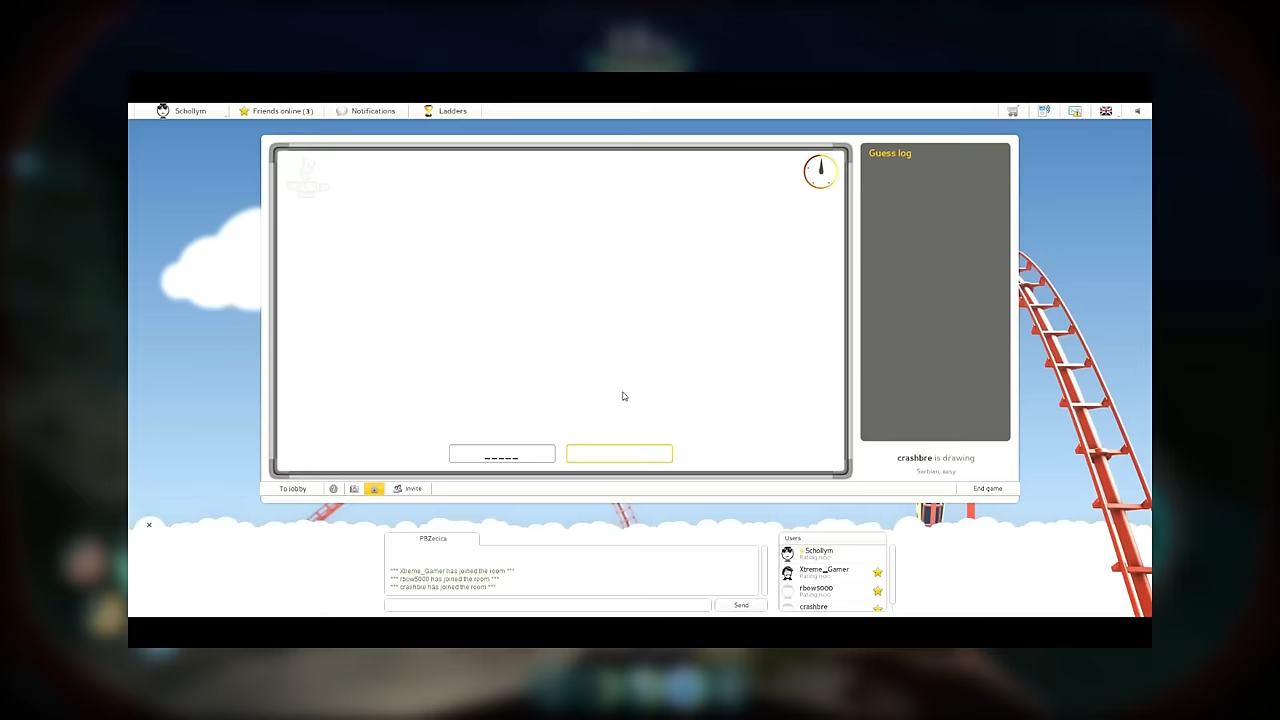 Schollym
Friends online (3)
Notifications
Ladders
Guess log
_____
crashbre is drawing
Serbian, easy
To lobby
Invite
End game
PBZecica
*** Xtreme_Gamer has joined the room ***
*** rbow5000 has joined the room ***
*** crashbre has joined the room ***
Send
Users
Schollym
Xtreme_Gamer
rbow5000
crashbre